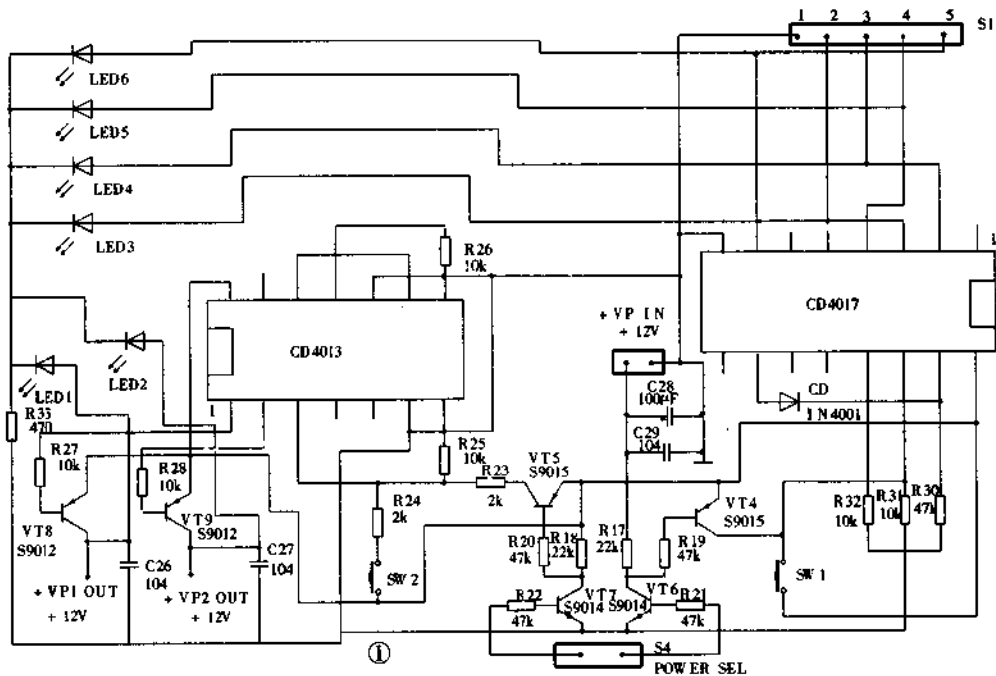 1 2 3 4 5
S1
LED6
LED5
LED4
LED3
R26
10k
CD4013
CD4017
+ VP IN
+ 12V
LED2
LED1
C28
100μF
CD
1N4001
R33
470
C29
104
R27
10k
R28
10k
R25
10k
VT5
S9015
R23
2k
R24
2k
VT4
S9015
R32
10k
R31
10k
R30
47k
VT8
S9012
VT9
S9012
R20
47k
R18
22k
R17
22k
R19
47k
C26
104
C27
104
SW2
SW1
+ VP1 OUT
+ 12V
+ VP2 OUT
+ 12V
R22
47k
VT7
S9014
VT6
S9014
R21
47k
①
S4
POWER SEL